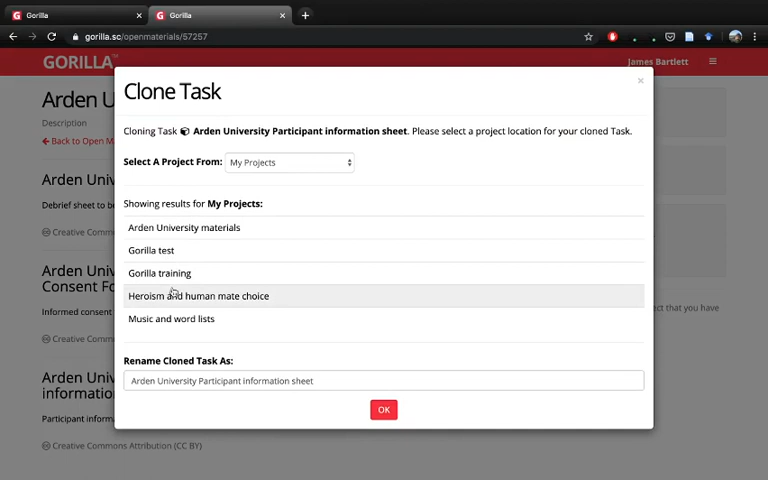 Gorilla
Gorilla
gorilla.sc/openmaterials/57257
GORILLA™
James Bartlett
Arden U
Description
Back to Open M
Arden Univ
Debrief sheet to be
Creative Comm
Arden Univ
Consent Fo
Informed consent
Creative Comm
Arden Univ
informatio
Participant inform
Creative Commons Attribution (CC BY)
ect that you have
Clone Task
×
Cloning Task Arden University Participant information sheet. Please select a project location for your cloned Task.
Select A Project From: My Projects
Showing results for My Projects:
Arden University materials
Gorilla test
Gorilla training
Heroism and human mate choice
Music and word lists
Rename Cloned Task As:
Arden University Participant information sheet
OK